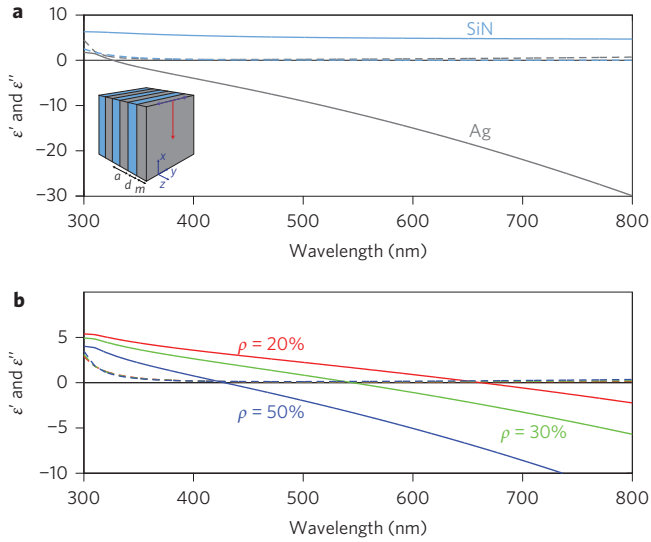 a
10
0
−10
−20
−30
ε′ and ε″
SiN
Ag
x
y
z
a
d
m
300
400
500
600
700
800
Wavelength (nm)
b
5
0
−5
−10
ε′ and ε″
ρ = 20%
ρ = 50%
ρ = 30%
300
400
500
600
700
800
Wavelength (nm)